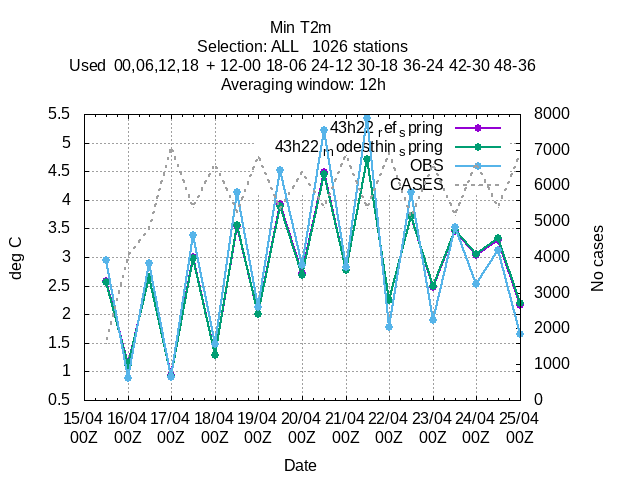 Min T2m
Selection: ALL   1026 stations
Used  00,06,12,18  + 12-00 18-06 24-12 30-18 36-24 42-30 48-36
Averaging window: 12h
5.5
5
4.5
4
3.5
3
2.5
2
1.5
1
0.5
deg C
8000
7000
6000
5000
4000
3000
2000
1000
0
No cases
43h22_ref_spring
43h22_modesthin_spring
OBS
CASES
15/04 16/04 17/04 18/04 19/04 20/04 21/04 22/04 23/04 24/04 25/04
00Z 00Z 00Z 00Z 00Z 00Z 00Z 00Z 00Z 00Z 00Z
Date